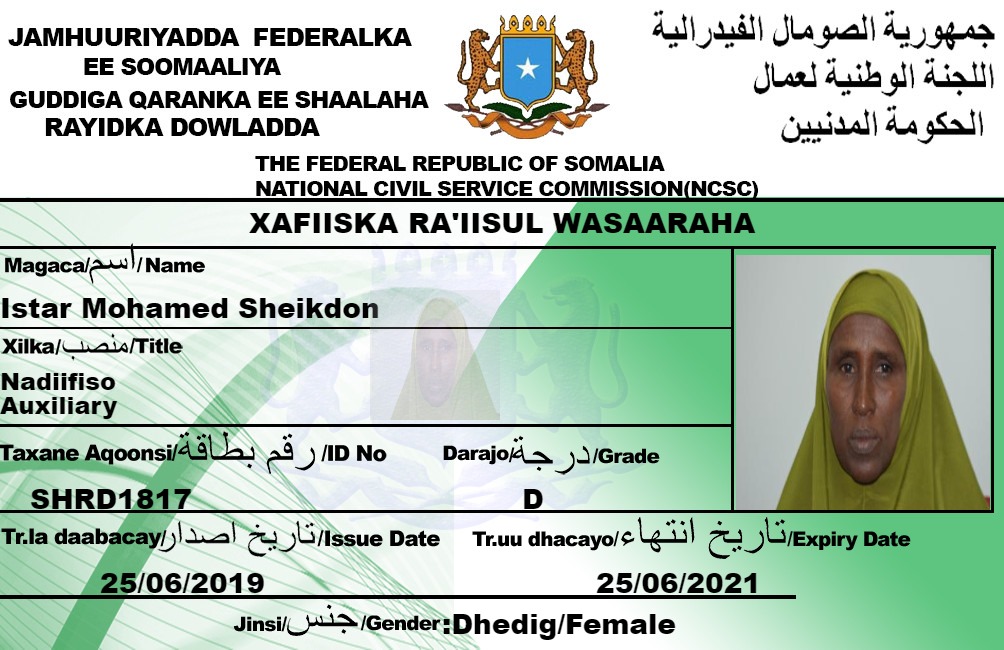 JAMHUURIYADDA FEDERALKA
EE SOOMAALIYA
GUDDIGA QARANKA EE SHAALAHA
RAYIDKA DOWLADDA
جمهورية الصومال الفيدرالية
اللجنة الوطنية لعمال
الحكومة المدنيين
THE FEDERAL REPUBLIC OF SOMALIA
NATIONAL CIVIL SERVICE COMMISSION(NCSC)
XAFIISKA RA'IISUL WASAARAHA
Magaca/اسم/Name
Istar Mohamed Sheikdon
Xilka/منصب/Title
Nadiifiso
Auxiliary
Taxane Aqoonsi/رقم بطاقة/ID No
Darajo/درجة/Grade
SHRD1817
D
Tr.la daabacay/تاريخ اصدار/Issue Date
Tr.uu dhacayo/تاريخ انتهاء/Expiry Date
25/06/2019
25/06/2021
Jinsi/جنس/Gender:Dhedig/Female